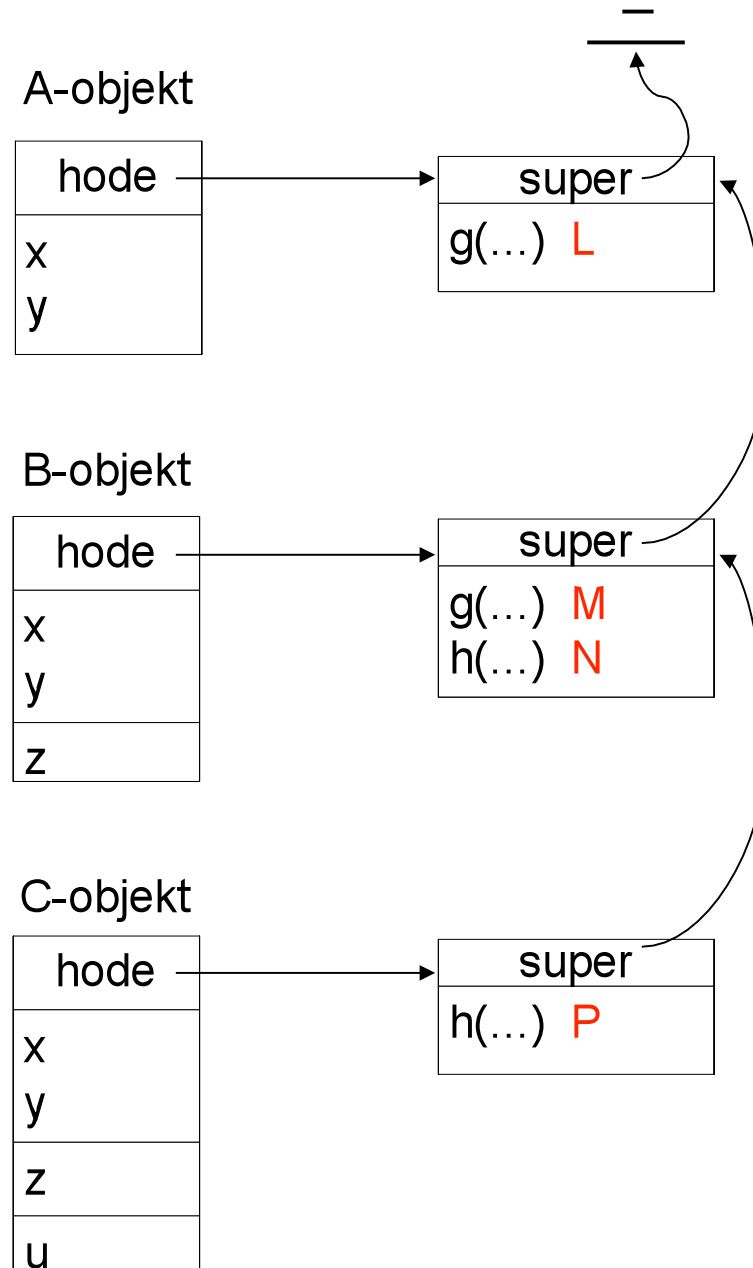 A-objekt
hode
x
y
super
g(...) L
B-objekt
hode
x
y
z
super
g(...) M
h(...) N
C-objekt
hode
x
y
z
u
super
h(...) P